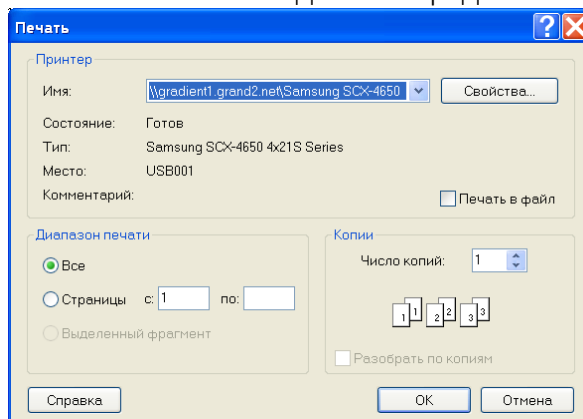 Печать
Принтер
Имя: \\gradient1.grand2.net\Samsung SCX-4650 Свойства...
Состояние: Готов
Тип: Samsung SCX-4650 4x21S Series
Место: USB001
Комментарий: Печать в файл
Диапазон печати
Все
Страницы с: 1 по:
Выделенный фрагмент
Копии
Число копий: 1
1 1 2 2 3 3
Разобрать по копиям
Справка ОК Отмена